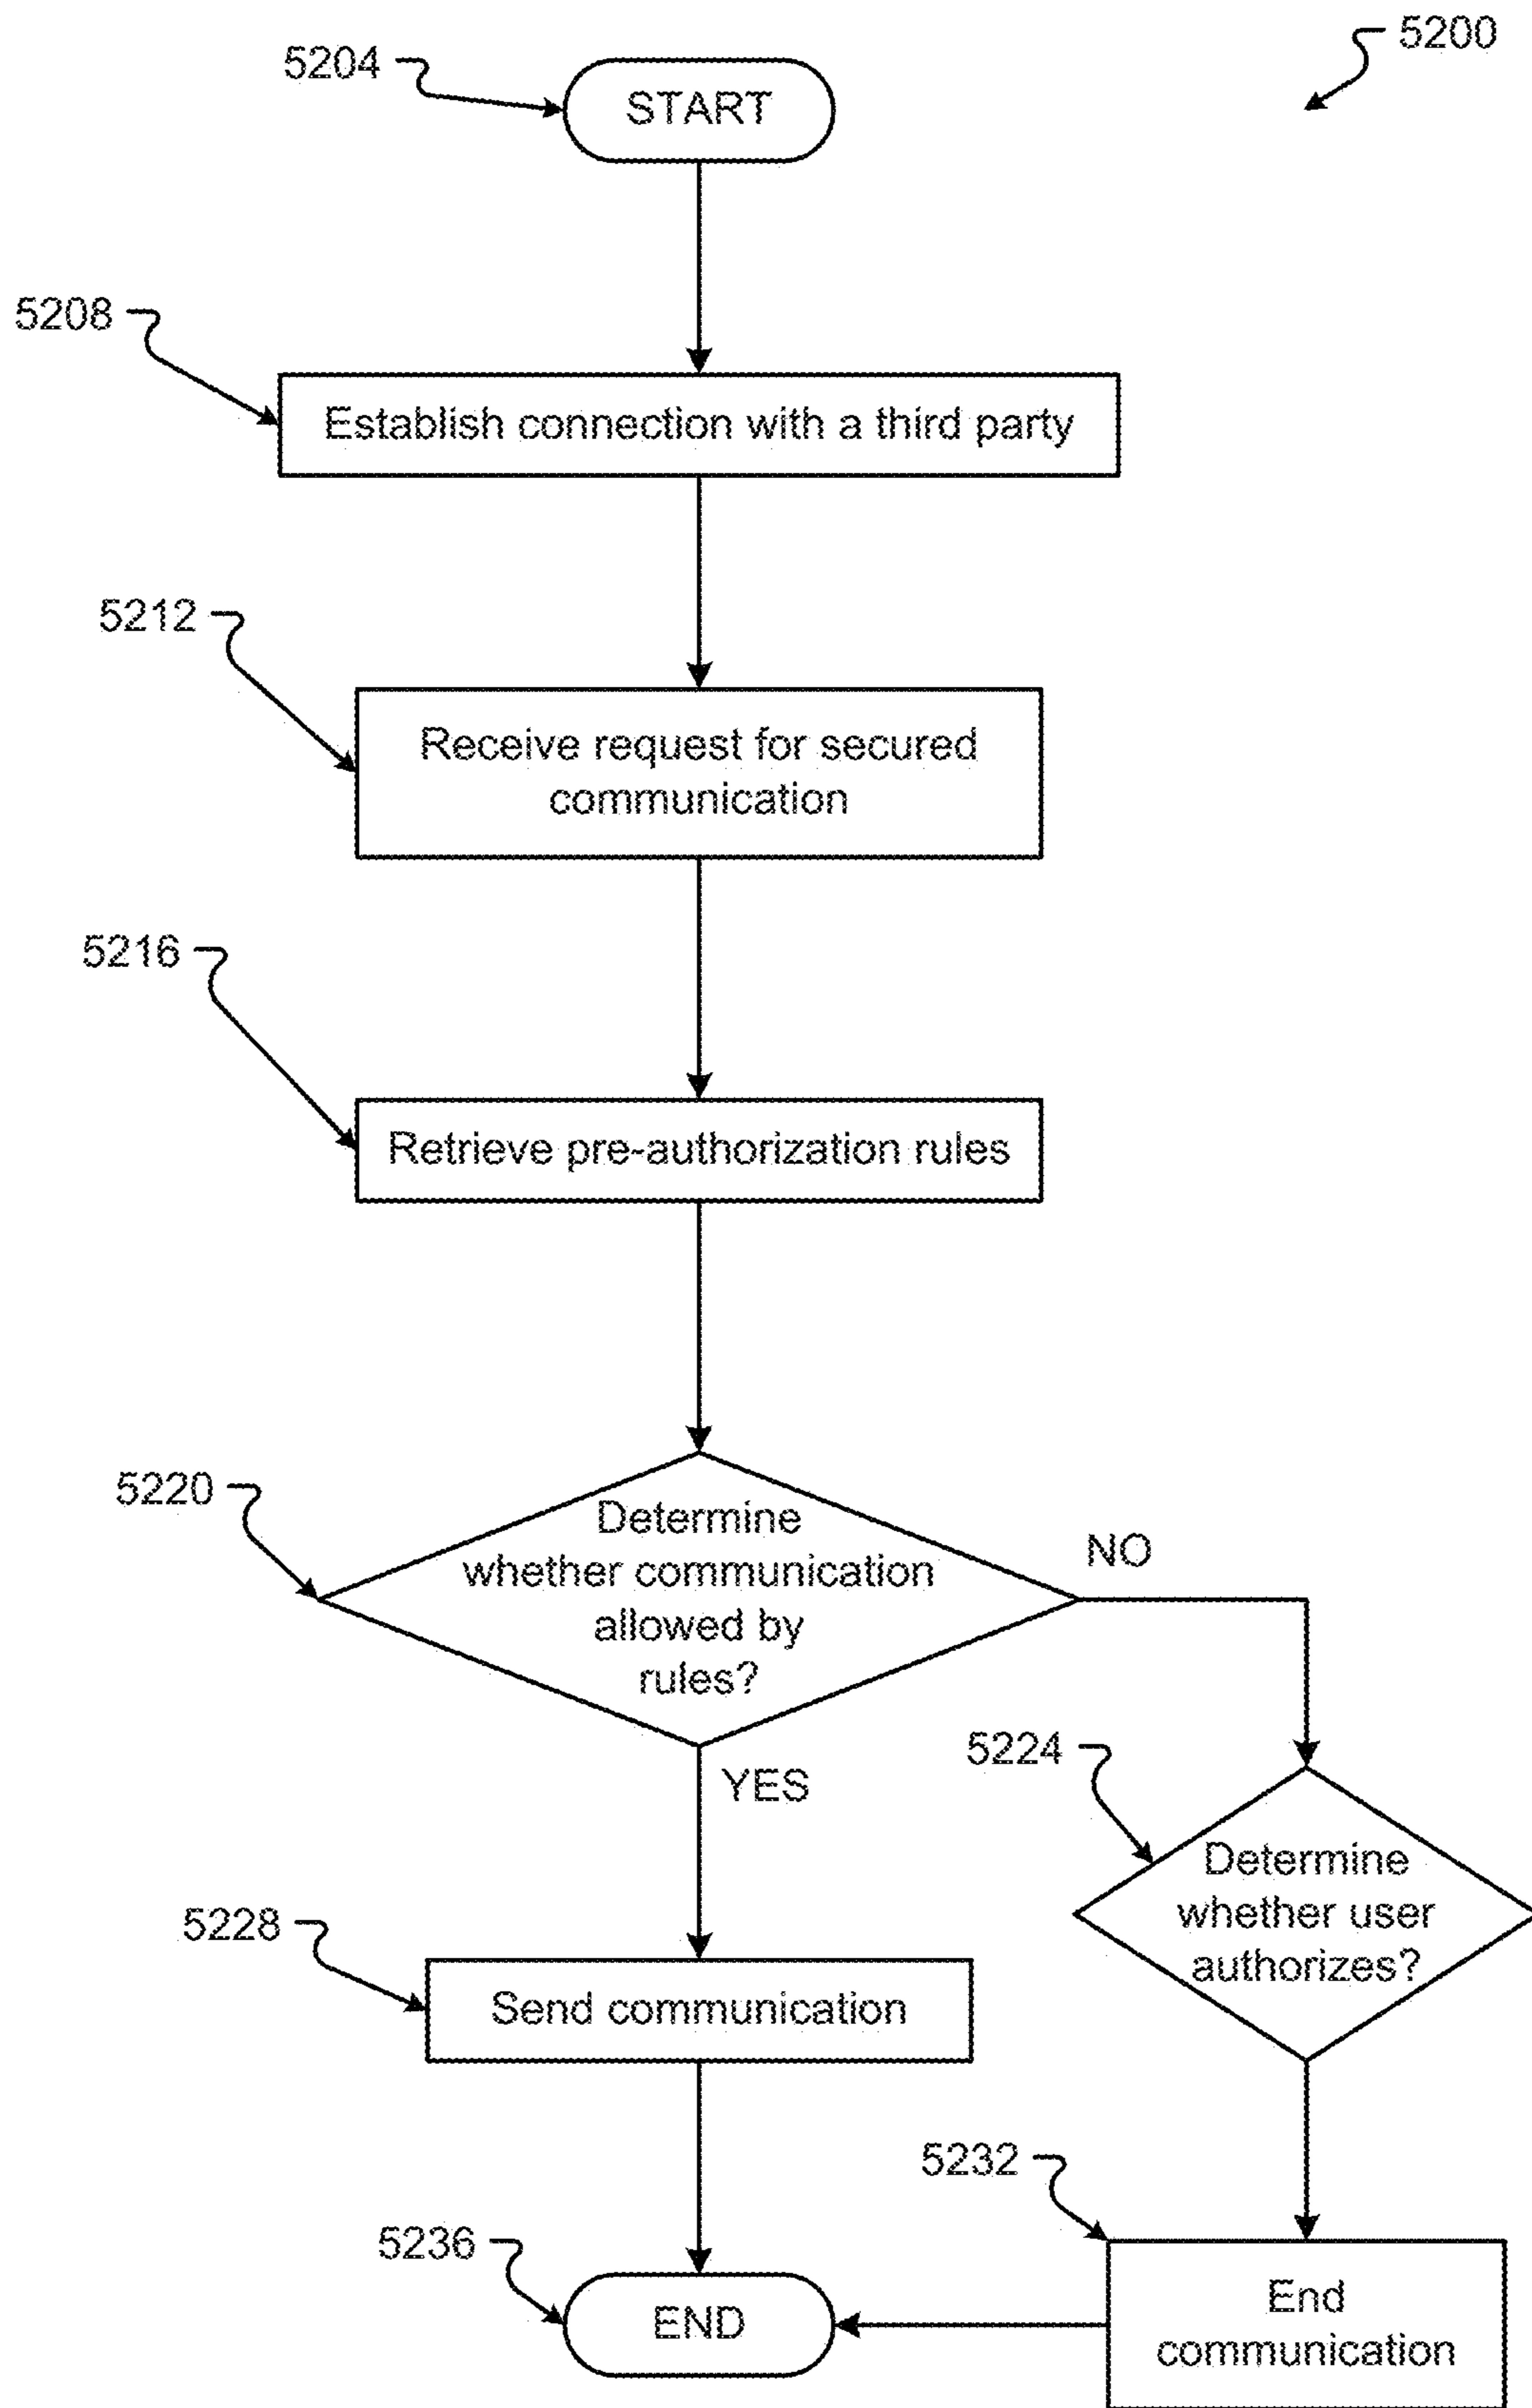 5200
5204
START
5208
Establish connection with a third party
5212
Receive request for secured
communication
5216
Retrieve pre-authorization rules
5220
Determine
whether communication
allowed by
rules?
NO
YES
5224
Determine
whether user
authorizes?
5228
Send communication
5232
End
communication
5236
END